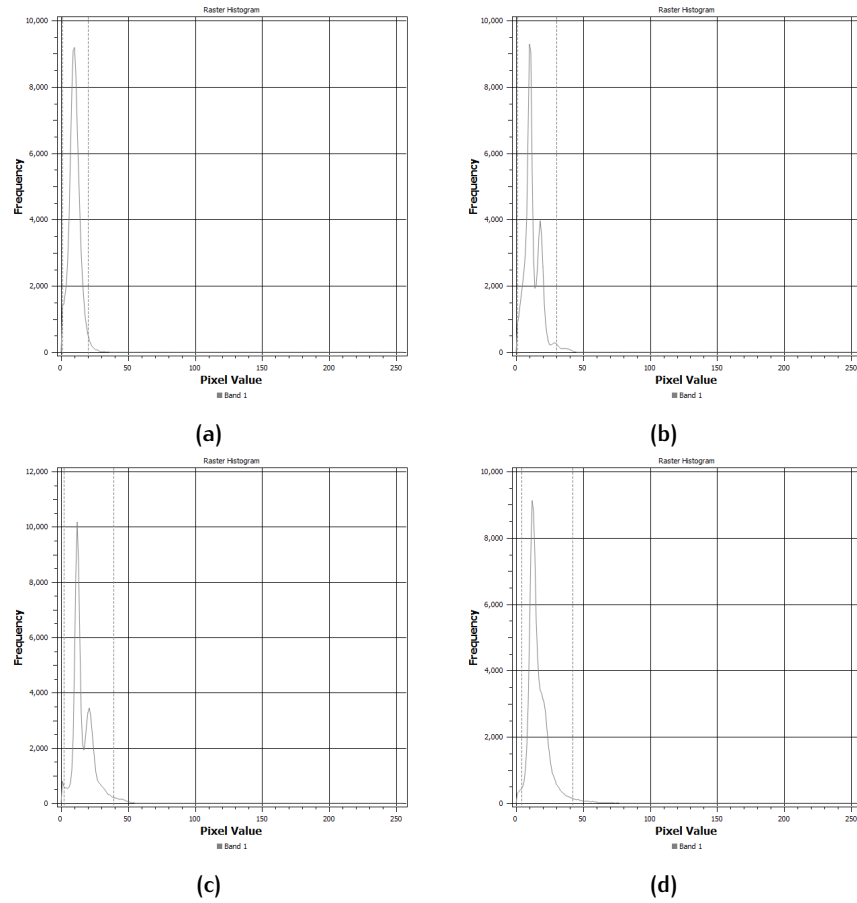 Raster Histogram
10,000
8,000
6,000
4,000
2,000
0
Frequency
0 50 100 150 200 250
Pixel Value
Band 1
(a)
Raster Histogram
10,000
8,000
6,000
4,000
2,000
0
Frequency
0 50 100 150 200 250
Pixel Value
Band 1
(b)
Raster Histogram
12,000
10,000
8,000
6,000
4,000
2,000
0
Frequency
0 50 100 150 200 250
Pixel Value
Band 1
(c)
Raster Histogram
10,000
8,000
6,000
4,000
2,000
0
Frequency
0 50 100 150 200 250
Pixel Value
Band 1
(d)